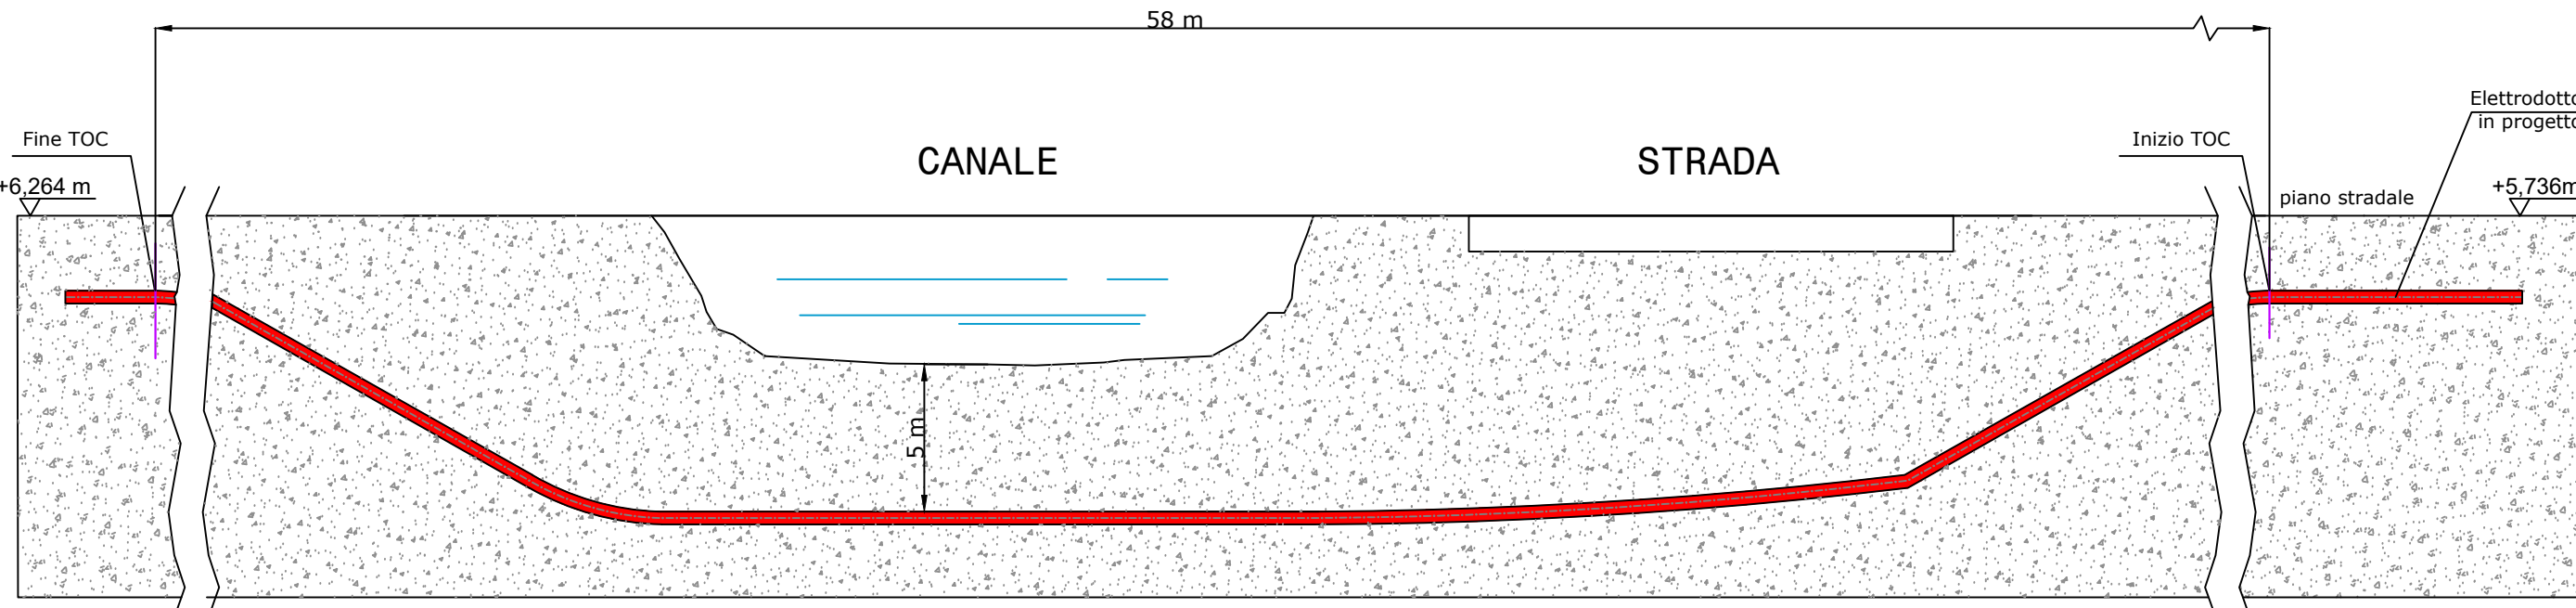 58 m
Fine TOC
+6,264 m
CANALE
STRADA
Inizio TOC
Elettrodotto
in progetto
piano stradale
+5,736m
5 m